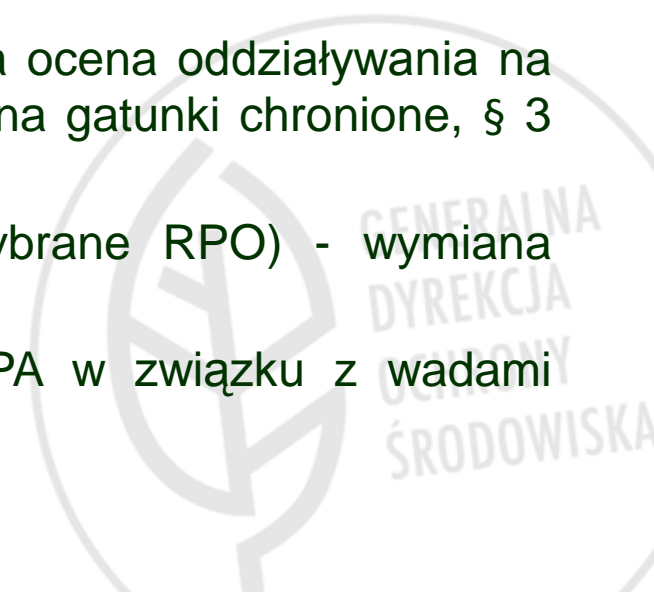 a ocena oddziaływania na
na gatunki chronione, § 3
ybrane RPO) - wymiana
PA w związku z wadami
GENERALNA
DYREKCJA
OCHRONY
ŚRODOWISKA